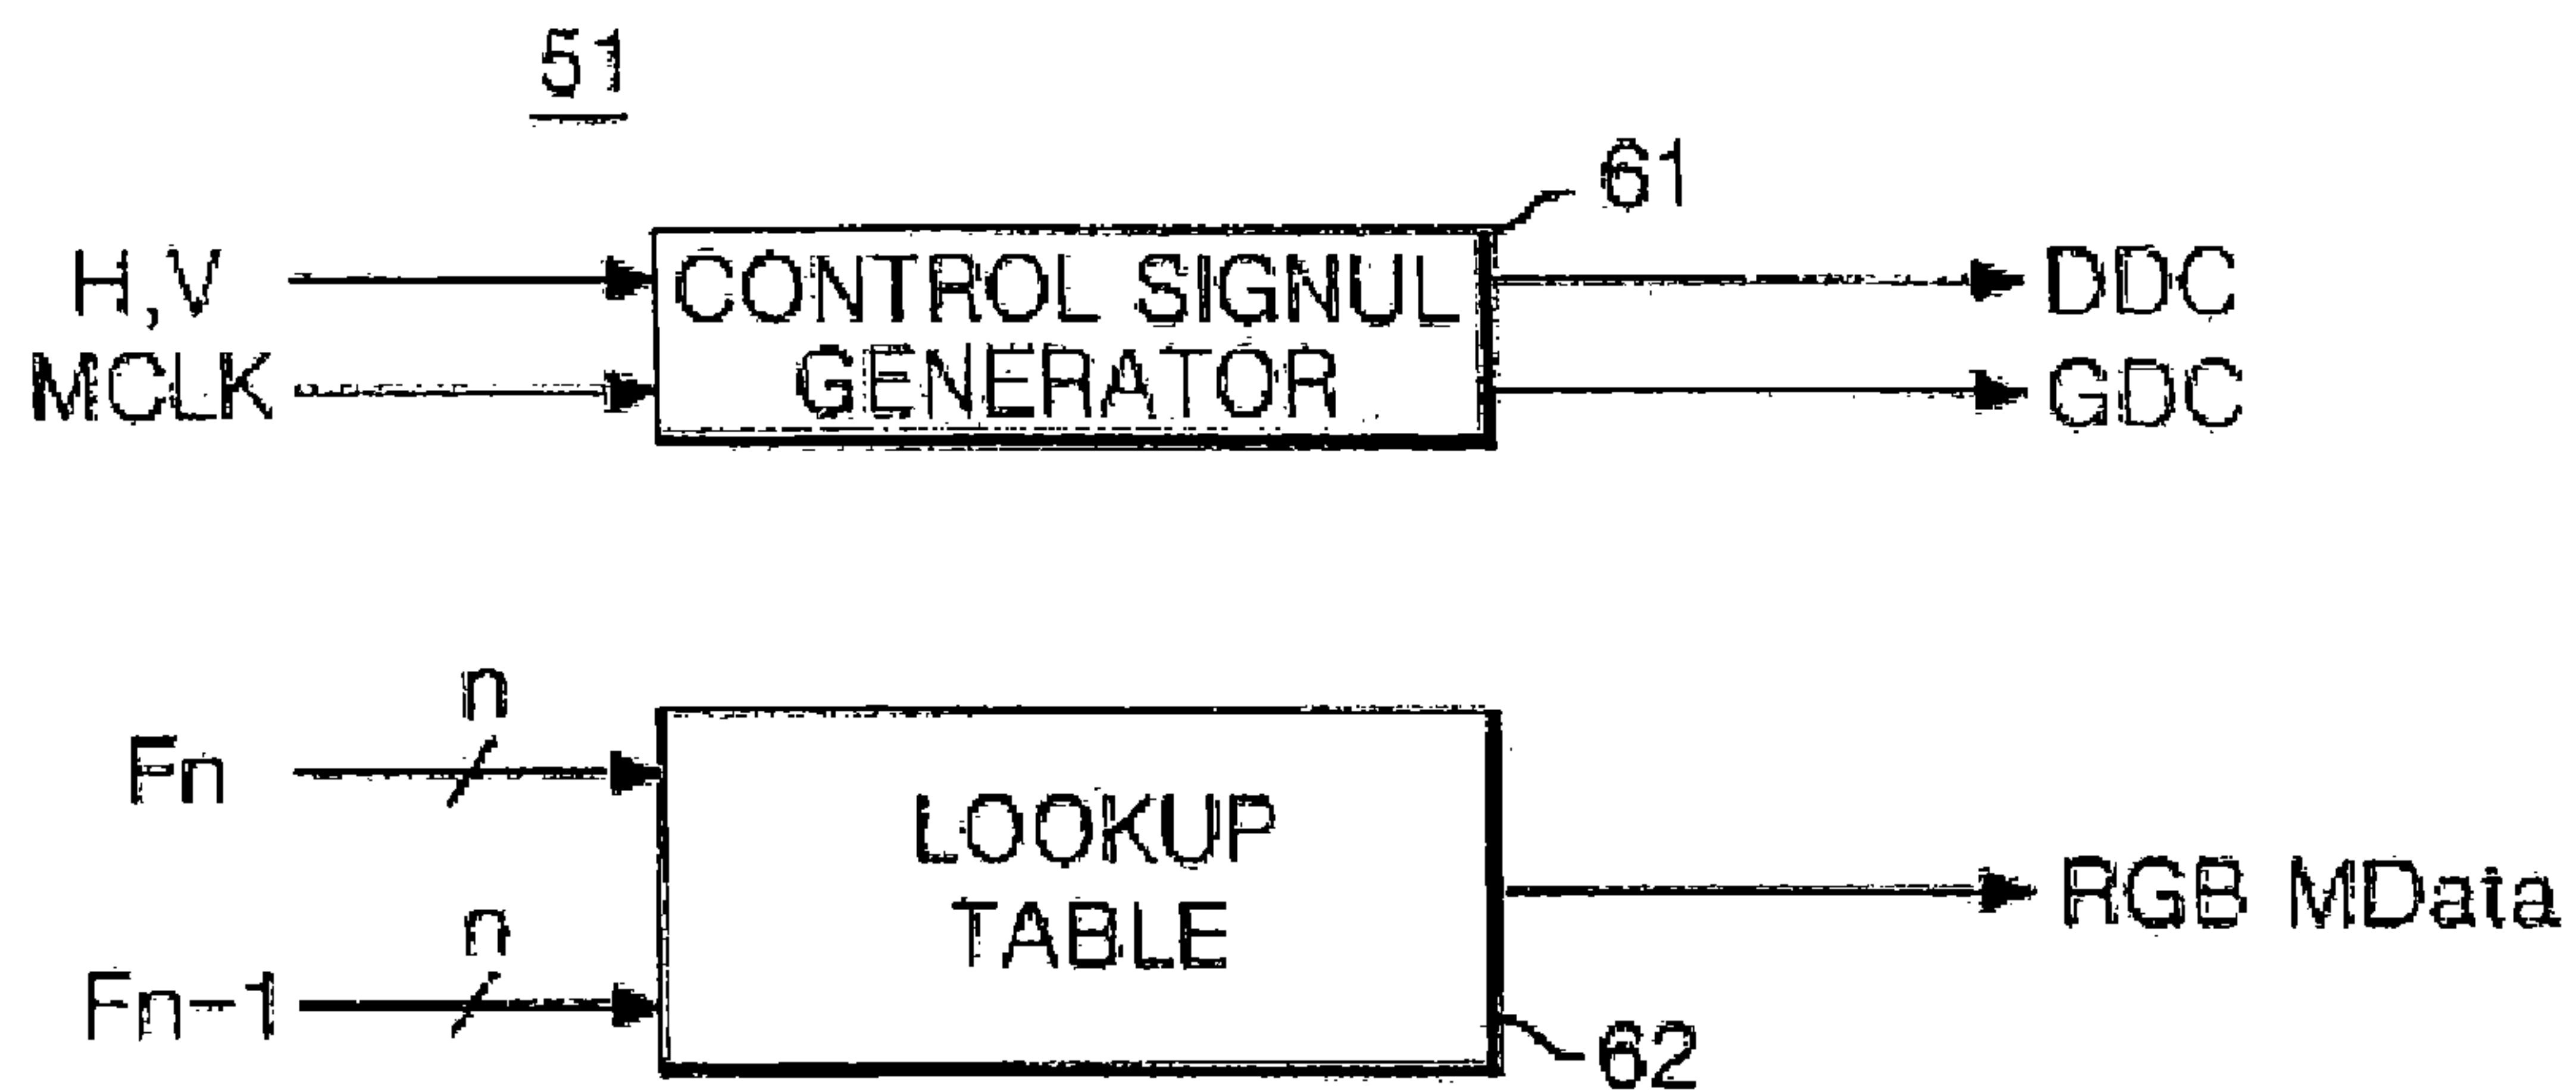 51
61
H,V
MCLK
CONTROL SIGNUL
GENERATOR
DDC
GDC
n
Fn
n
Fn-1
LOOKUP
TABLE
RGB MData
62